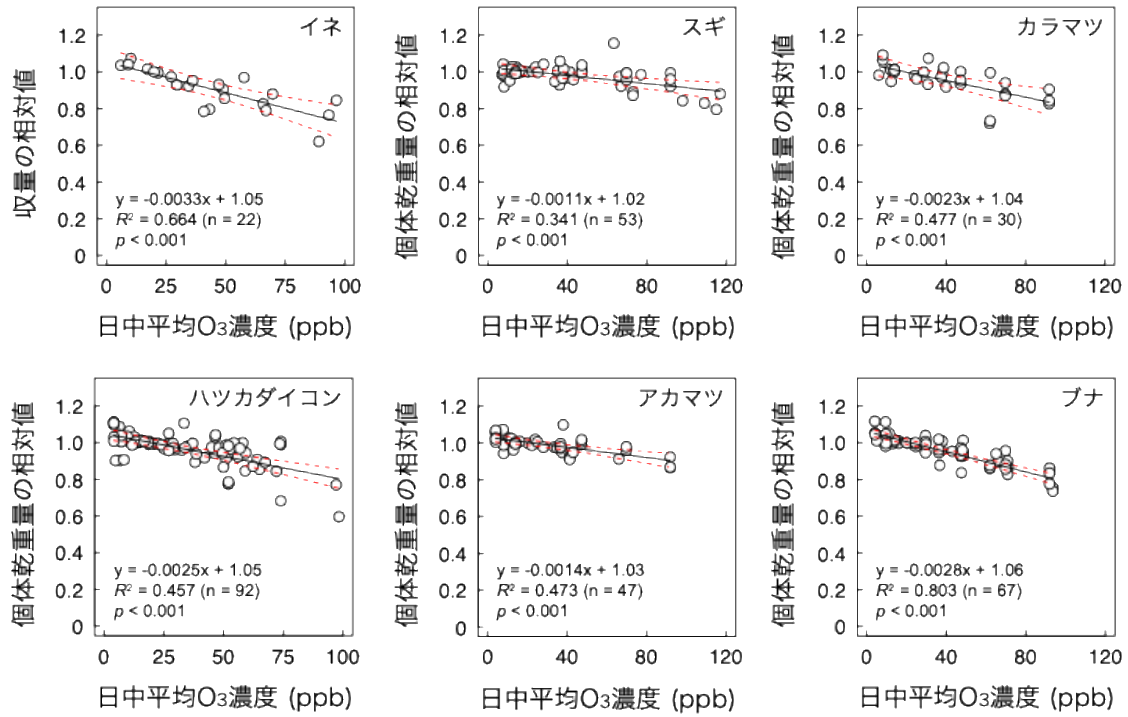 イネ
収量の相対値
1.2
1.0
0.8
0.6
0.4
0.2
0
y = -0.0033x + 1.05
R² = 0.664 (n = 22)
p < 0.001
0 25 50 75 100
日中平均O₃濃度 (ppb)
スギ
個体乾重量の相対値
1.2
1.0
0.8
0.6
0.4
0.2
0
y = -0.0011x + 1.02
R² = 0.341 (n = 53)
p < 0.001
0 40 80 120
日中平均O₃濃度 (ppb)
カラマツ
個体乾重量の相対値
1.2
1.0
0.8
0.6
0.4
0.2
0
y = -0.0023x + 1.04
R² = 0.477 (n = 30)
p < 0.001
0 40 80 120
日中平均O₃濃度 (ppb)
ハツカダイコン
個体乾重量の相対値
1.2
1.0
0.8
0.6
0.4
0.2
0
y = -0.0025x + 1.05
R² = 0.457 (n = 92)
p < 0.001
0 25 50 75 100
日中平均O₃濃度 (ppb)
アカマツ
個体乾重量の相対値
1.2
1.0
0.8
0.6
0.4
0.2
0
y = -0.0014x + 1.03
R² = 0.473 (n = 47)
p < 0.001
0 40 80 120
日中平均O₃濃度 (ppb)
ブナ
個体乾重量の相対値
1.2
1.0
0.8
0.6
0.4
0.2
0
y = -0.0028x + 1.06
R² = 0.803 (n = 67)
p < 0.001
0 40 80 120
日中平均O₃濃度 (ppb)